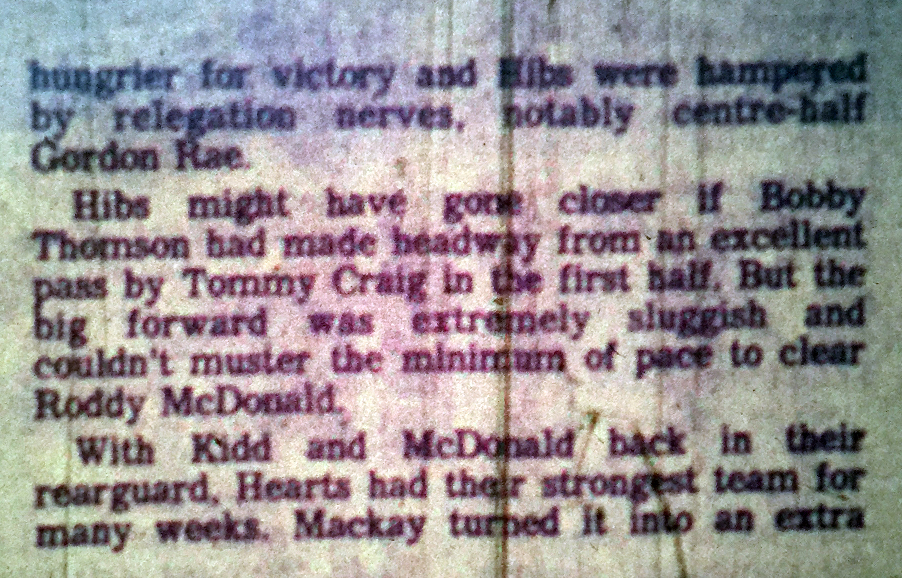 hungrier for victory and Hibs were hampered
by relegation nerves, notably centre-half
Gordon Rae.
Hibs might have gone closer if Bobby
Thomson had made headway from an excellent
pass by Tommy Craig in the first half. But the
big forward was extremely sluggish and
couldn't muster the minimum of pace to clear
Roddy McDonald.
With Kidd and McDonald back in their
rearguard, Hearts had their strongest team for
many weeks. Mackay turned it into an extra